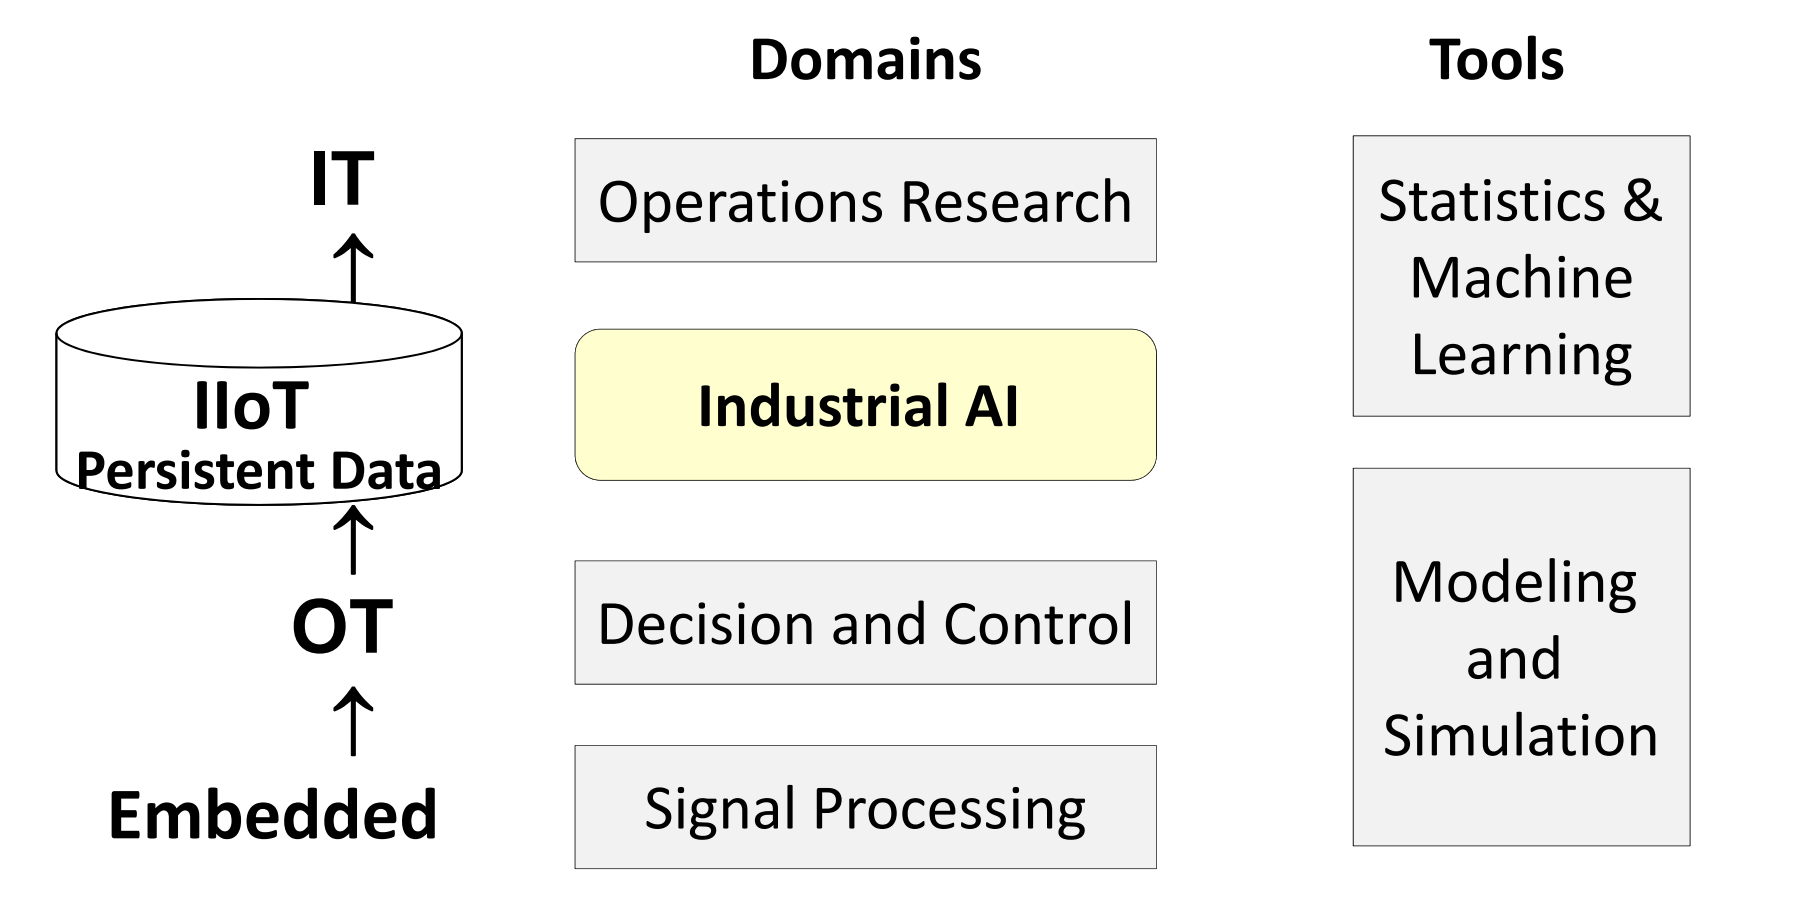 Domains
Tools
IT
Operations Research
Statistics &
Machine
Learning
IIoT
Persistent Data
Industrial AI
OT
Decision and Control
Modeling
and
Simulation
Embedded
Signal Processing